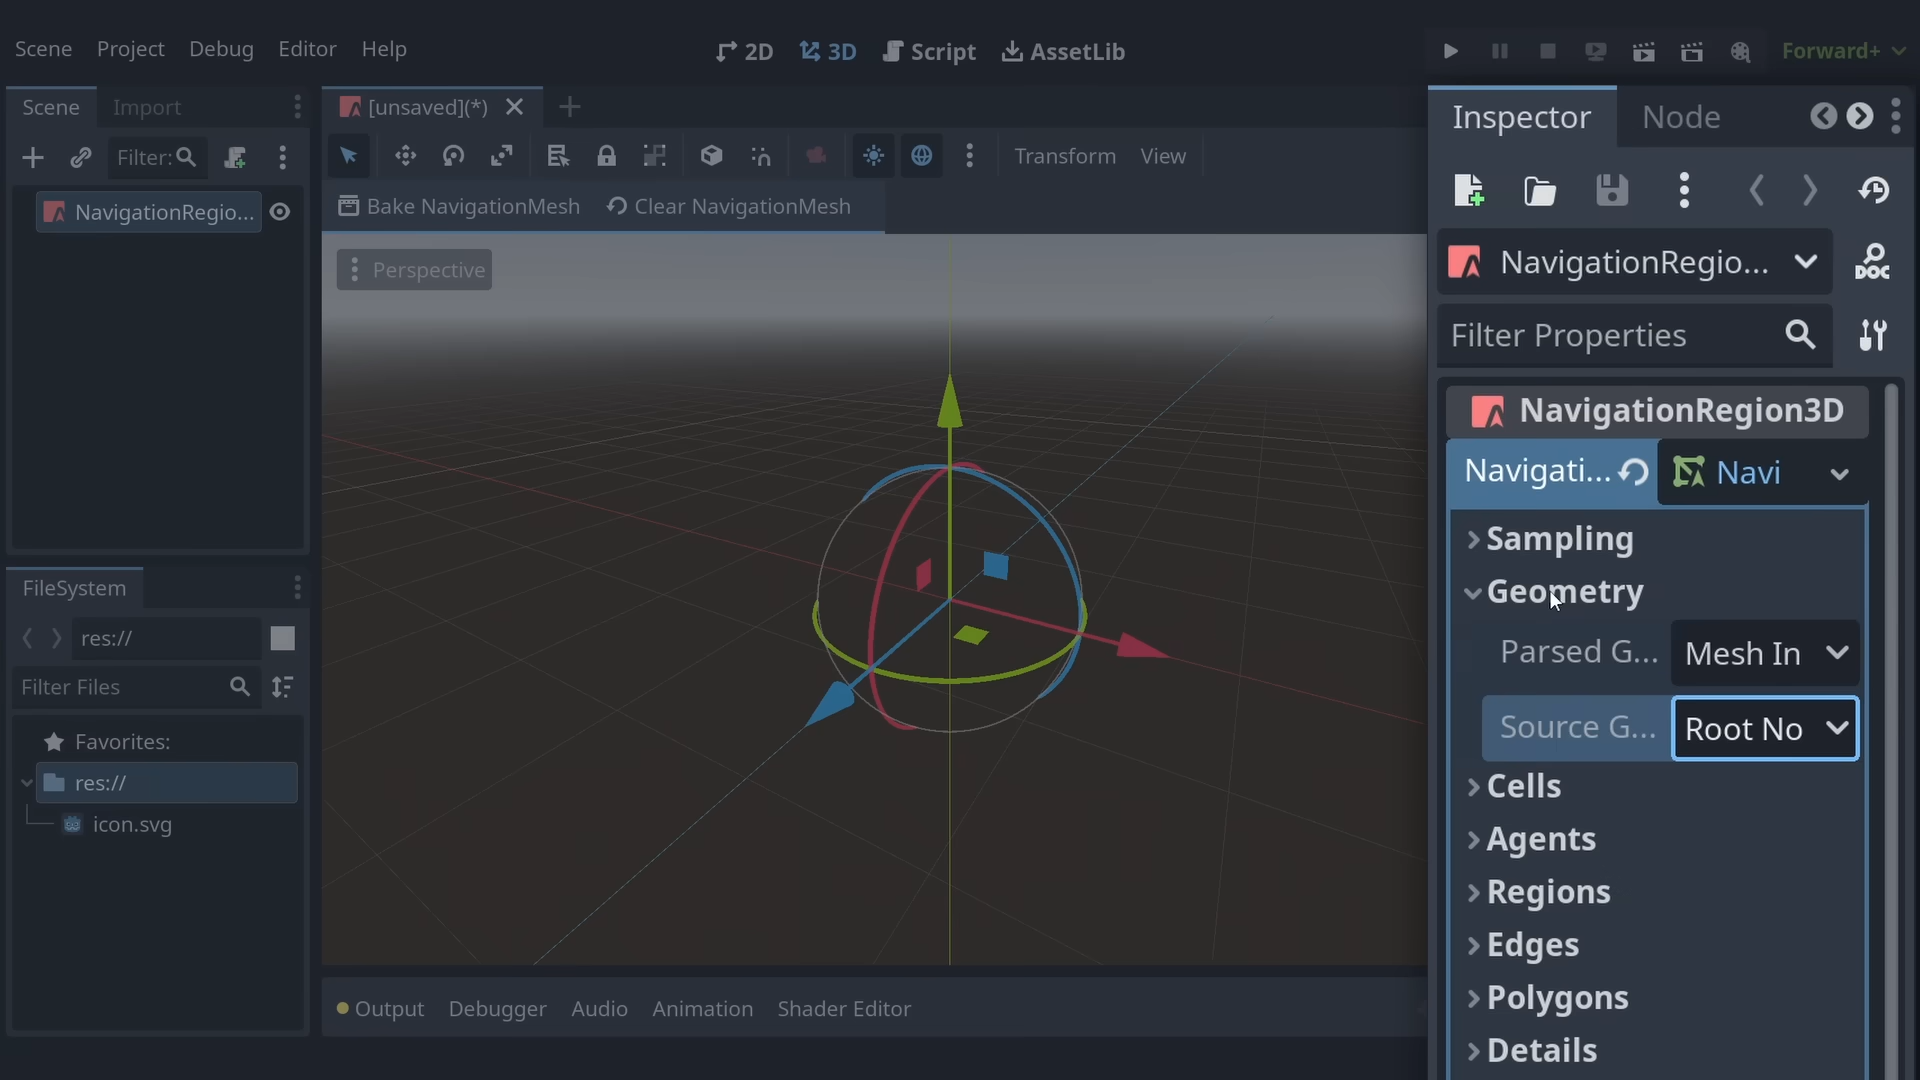 Scene Project Debug Editor Help
2D 3D Script AssetLib
Forward+
Scene Import
Filter:
NavigationRegio...
FileSystem
res://
Filter Files
Favorites:
res://
icon.svg
[unsaved](*)
Transform View
Bake NavigationMesh Clear NavigationMesh
Perspective
Output Debugger Audio Animation Shader Editor
Inspector Node
NavigationRegio...
DOC
Filter Properties
NavigationRegion3D
Navigati... Navi
Sampling
Geometry
Parsed G... Mesh In
Source G... Root No
Cells
Agents
Regions
Edges
Polygons
Details